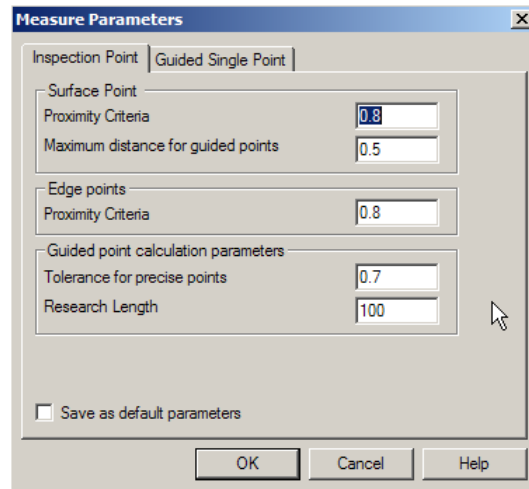 Measure Parameters
Inspection Point Guided Single Point
Surface Point
Proximity Criteria 0.8
Maximum distance for guided points 0.5
Edge points
Proximity Criteria 0.8
Guided point calculation parameters
Tolerance for precise points 0.7
Research Length 100
Save as default parameters
OK Cancel Help